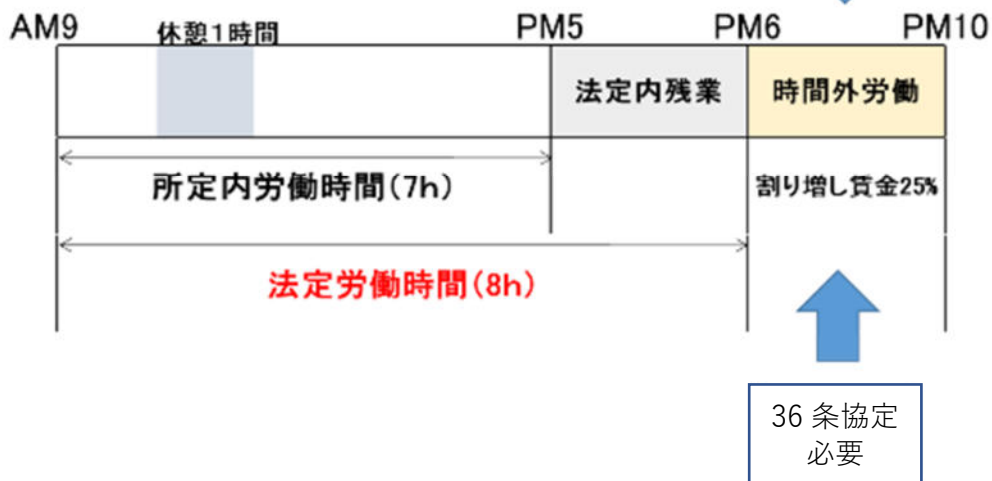 AM9 休憩1時間 PM5 PM6 PM10
法定内残業 時間外労働
所定内労働時間(7h) 割り増し賃金25%
法定労働時間(8h)
36 条協定
必要